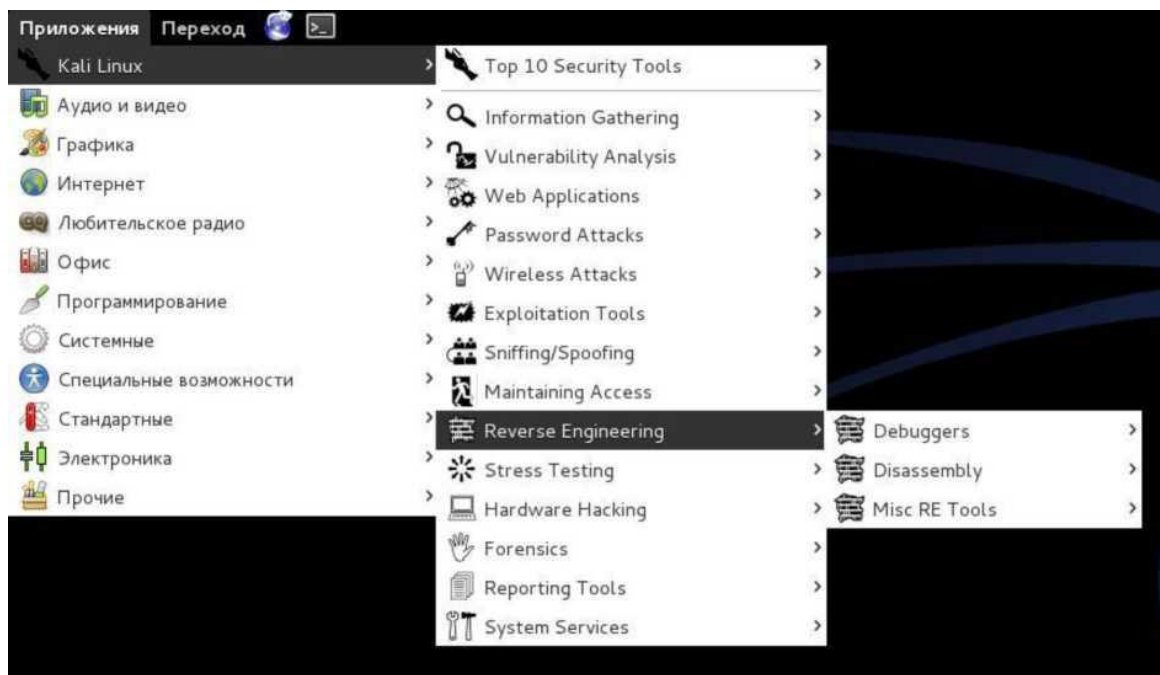 Приложения Переход
Kali Linux
Аудио и видео
Графика
Интернет
Любительское радио
Офис
Программирование
Системные
Специальные возможности
Стандартные
Электроника
Прочие
Top 10 Security Tools
Information Gathering
Vulnerability Analysis
Web Applications
Password Attacks
Wireless Attacks
Exploitation Tools
Sniffing/Spoofing
Maintaining Access
Reverse Engineering
Stress Testing
Hardware Hacking
Forensics
Reporting Tools
System Services
Debuggers
Disassembly
Misc RE Tools